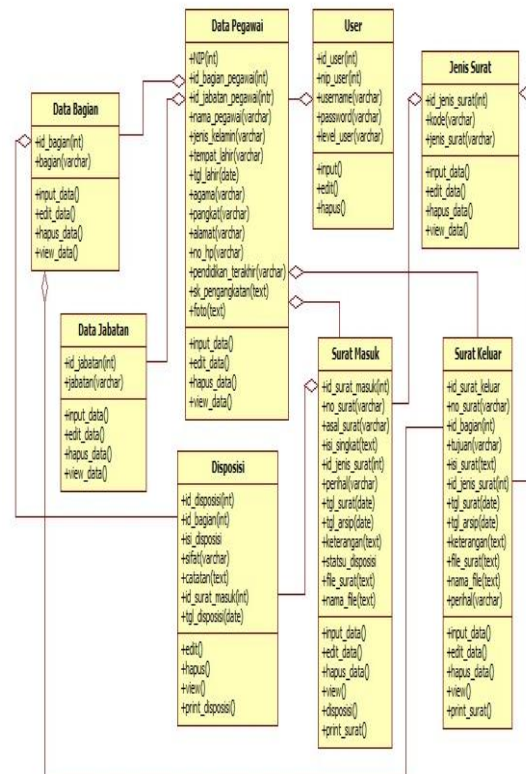 Data Pegawai
+NIP(int)
+id_bagian_pegawai(int)
+id_jabatan_pegawai(intr)
+nama_pegawai(varchar)
+jenis_kelamin(varchar)
+tempat_lahir(varchar)
+tgl_lahir(date)
+agama(varchar)
+pangkat(varchar)
+alamat(varchar)
+no_hp(varchar)
+pendidikan_terakhir(varchar)
+sk_pengangkatan(text)
+foto(text)
+input_data()
+edit_data()
+hapus_data()
+view_data()
User
+id_user(int)
+nip_user(int)
+username(varchar)
+password(varchar)
+level_user(varchar)
+input()
+edit()
+hapus()
Jenis Surat
+id_jenis_surat(int)
+kode(varchar)
+jenis_surat(varchar)
+input_data()
+edit_data()
+hapus_data()
+view_data()
Data Bagian
+id_bagian(int)
+bagian(varchar)
+input_data()
+edit_data()
+hapus_data()
+view_data()
Data Jabatan
+id_jabatan(int)
+jabatan(varchar)
+input_data()
+edit_data()
+hapus_data()
+view_data()
Surat Masuk
+id_surat_masuk(int)
+no_surat(varchar)
+asal_surat(varchar)
+isi_singkat(text)
+id_jenis_surat(int)
+perihal(varchar)
+tgl_surat(date)
+tgl_arsip(date)
+keterangan(text)
+statsu_disposisi
+file_surat(text)
+nama_file(text)
+input_data()
+edit_data()
+hapus_data()
+view()
+disposisi()
+print_surat()
Surat Keluar
+id_surat_keluar
+no_surat(varchar)
+id_bagian(int)
+tujuan(varchar)
+isi_surat(text)
+id_jenis_surat(int)
+tgl_surat(date)
+tgl_arsip(date)
+keterangan(text)
+file_surat(text)
+nama_file(text)
+perihal(varchar)
+input_data()
+edit_data()
+hapus_data()
+view()
+print_surat()
Disposisi
+id_disposisi(int)
+id_bagian(int)
+isi_disposisi
+sifat(varchar)
+catatan(text)
+id_surat_masuk(int)
+tgl_disposisi(date)
+edit()
+hapus()
+view()
+print_disposisi()